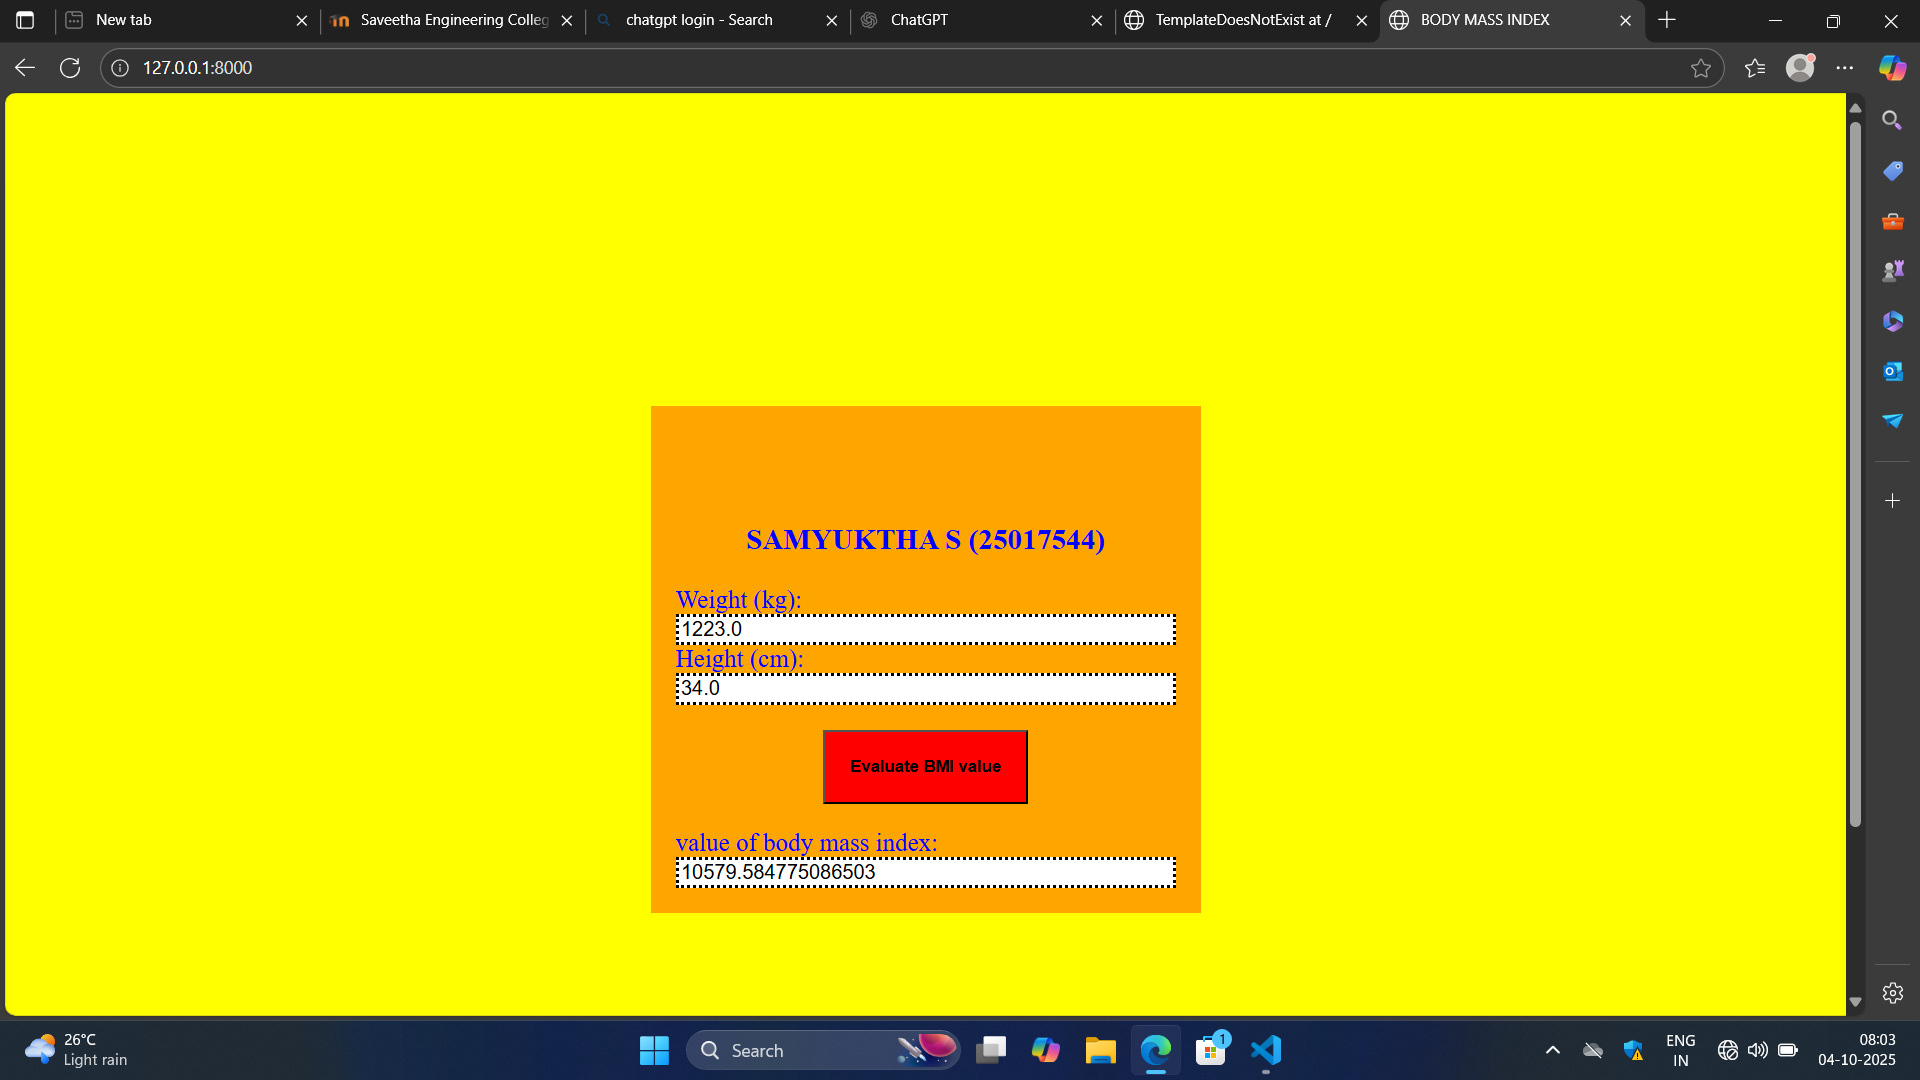 New tab
Saveetha Engineering Colleg
chatgpt login - Search
ChatGPT
TemplateDoesNotExist at /
BODY MASS INDEX
127.0.0.1:8000
SAMYUKTHA S (25017544)
Weight (kg):
1223.0
Height (cm):
34.0
Evaluate BMI value
value of body mass index:
10579.584775086503
26°C
Light rain
Search
1
ENG
IN
08:03
04-10-2025